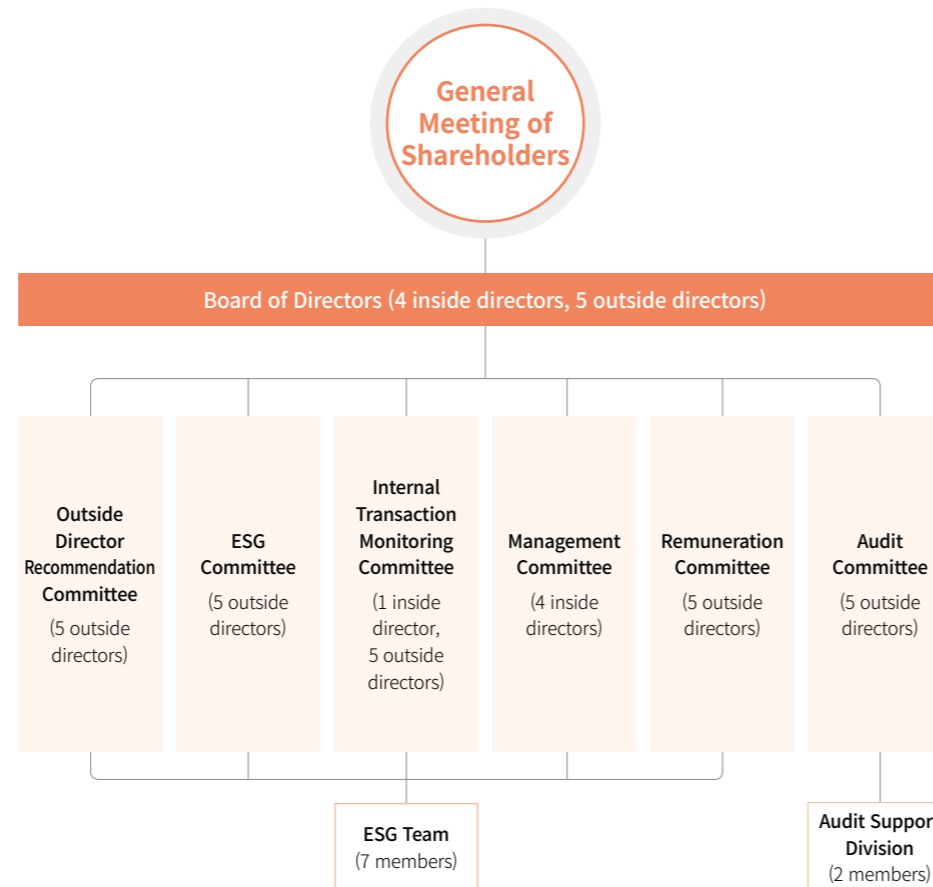 General
Meeting of
Shareholders
Board of Directors (4 inside directors, 5 outside directors)
Outside
Director
Recommendation
Committee
(5 outside
directors)
ESG
Committee
(5 outside
directors)
Internal
Transaction
Monitoring
Committee
(1 inside
director,
5 outside
directors)
Management
Committee
(4 inside
directors)
Remuneration
Committee
(5 outside
directors)
Audit
Committee
(5 outside
directors)
ESG Team
(7 members)
Audit Suppor
Division
(2 members)